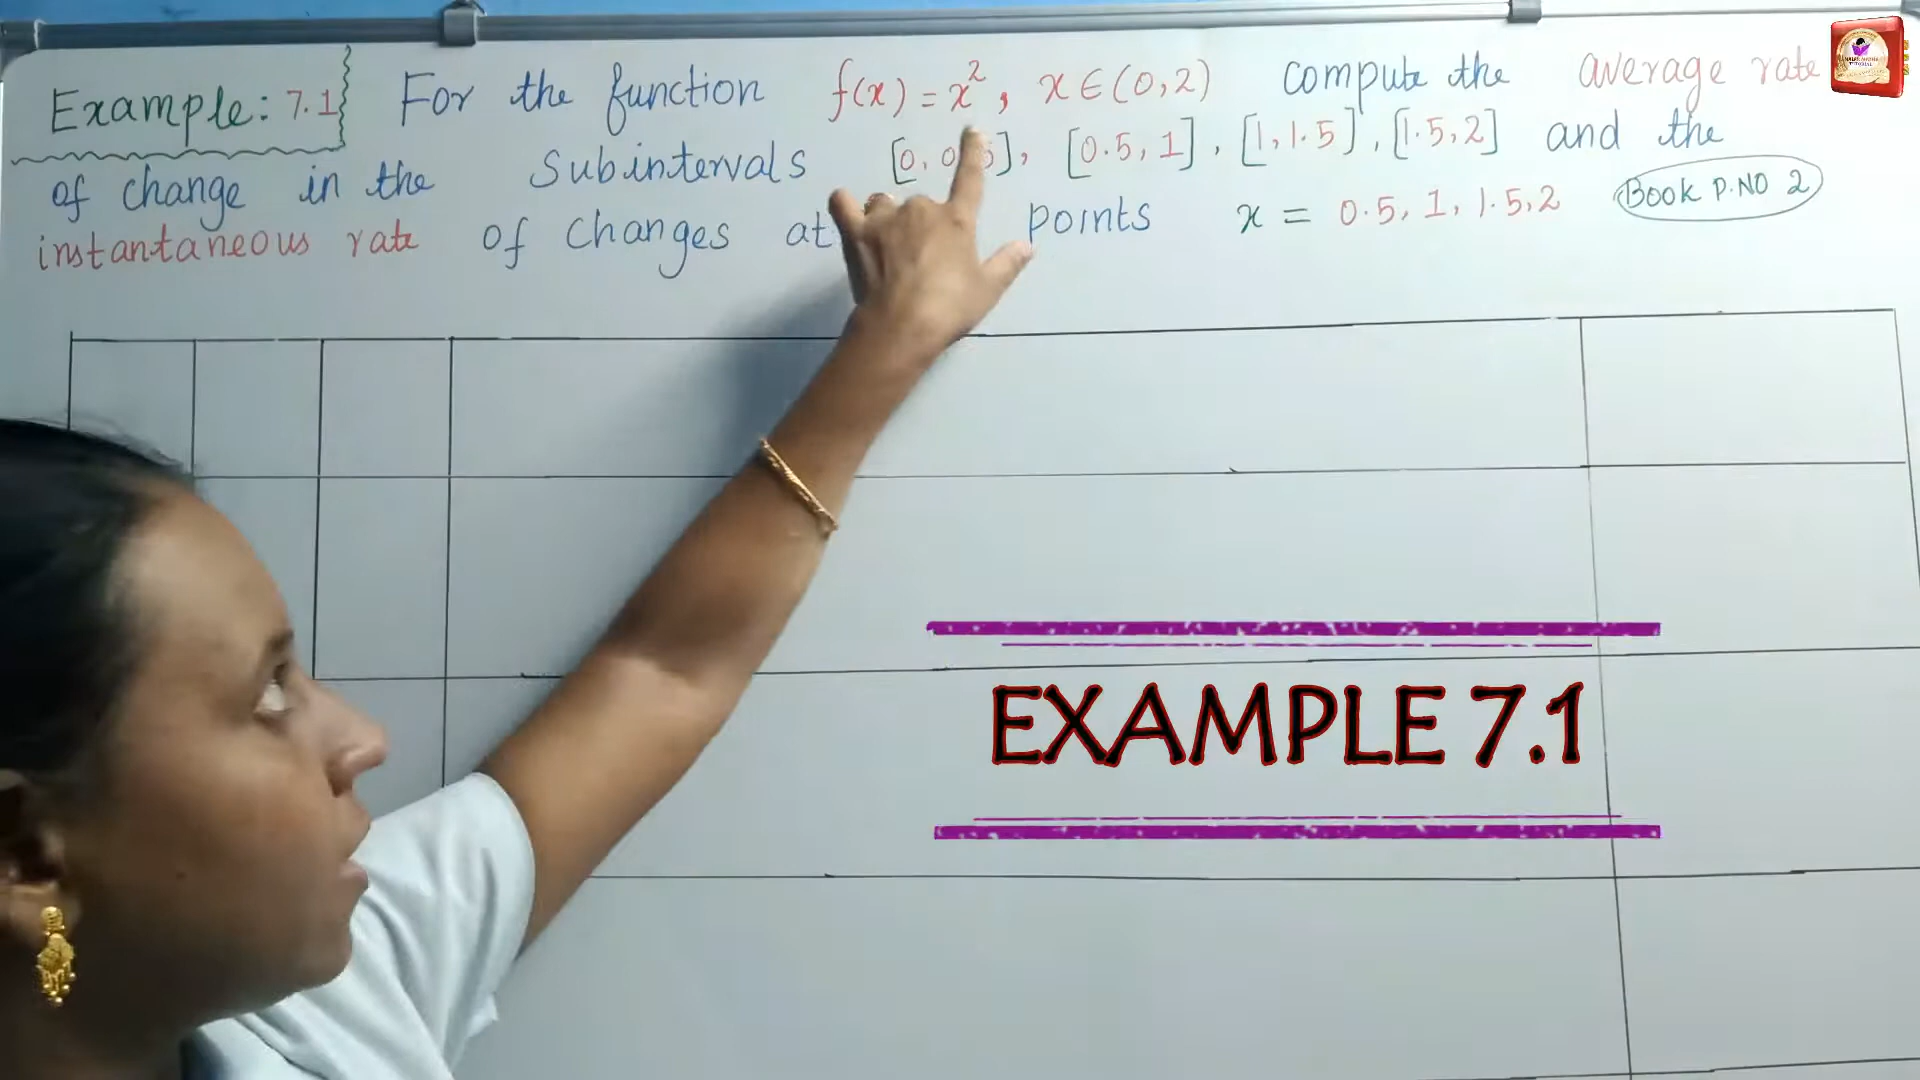 Example: 7.1 For the function f(x) = x², x ∈ (0, 2) compute the average rate
of change in the subintervals [0, 0 5], [0.5, 1], [1, 1.5], [1.5, 2] and the
instantaneous rate of changes at points x = 0.5, 1, 1.5, 2 Book P.NO 2
EXAMPLE 7.1